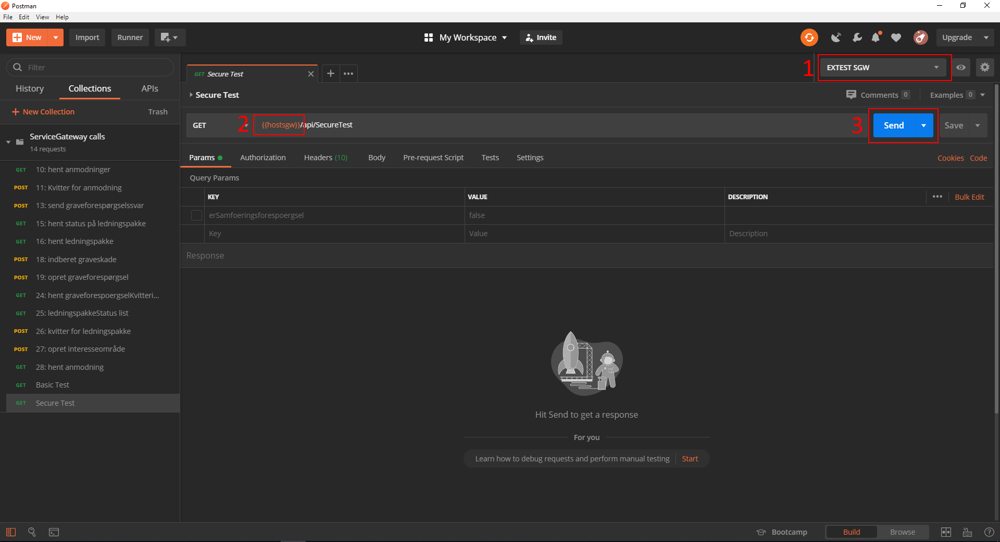 Postman
File Edit View Help
New Import Runner My Workspace Invite Upgrade
Filter
History Collections APIs
New Collection Trash
ServiceGateway calls
14 requests
GET 10: hent anmodninger
POST 11: Kvitter for anmodning
POST 13: send graveforespørgselssvar
GET 15: hent status på ledningspakke
GET 16: hent ledningspakke
POST 18: indberet graveskade
POST 19: opret graveforespørgsel
GET 24: hent graveforespoergselKvitteri...
GET 25: ledningspakkeStatus list
POST 26: kvitter for ledningspakke
POST 27: opret interesseområde
GET 28: hent anmodning
GET Basic Test
GET Secure Test
GET Secure Test
1 EXTEST SGW
Secure Test Comments 0 Examples 0
GET 2 {{hostsgw}}/api/SecureTest 3 Send Save
Params Authorization Headers (10) Body Pre-request Script Tests Settings Cookies Code
Query Params
KEY VALUE DESCRIPTION Bulk Edit
erSamfoeringsforespoergsel false
Key Value Description
Response
Hit Send to get a response
For you
Learn how to debug requests and perform manual testing Start
Bootcamp Build Browse